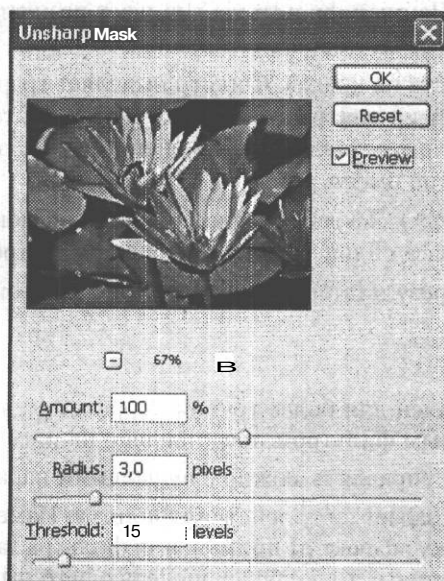 Unsharp Mask
OK
Reset
Preview
67% B
Amount: 100 %
Radius: 3,0 pixels
Threshold: 15 levels